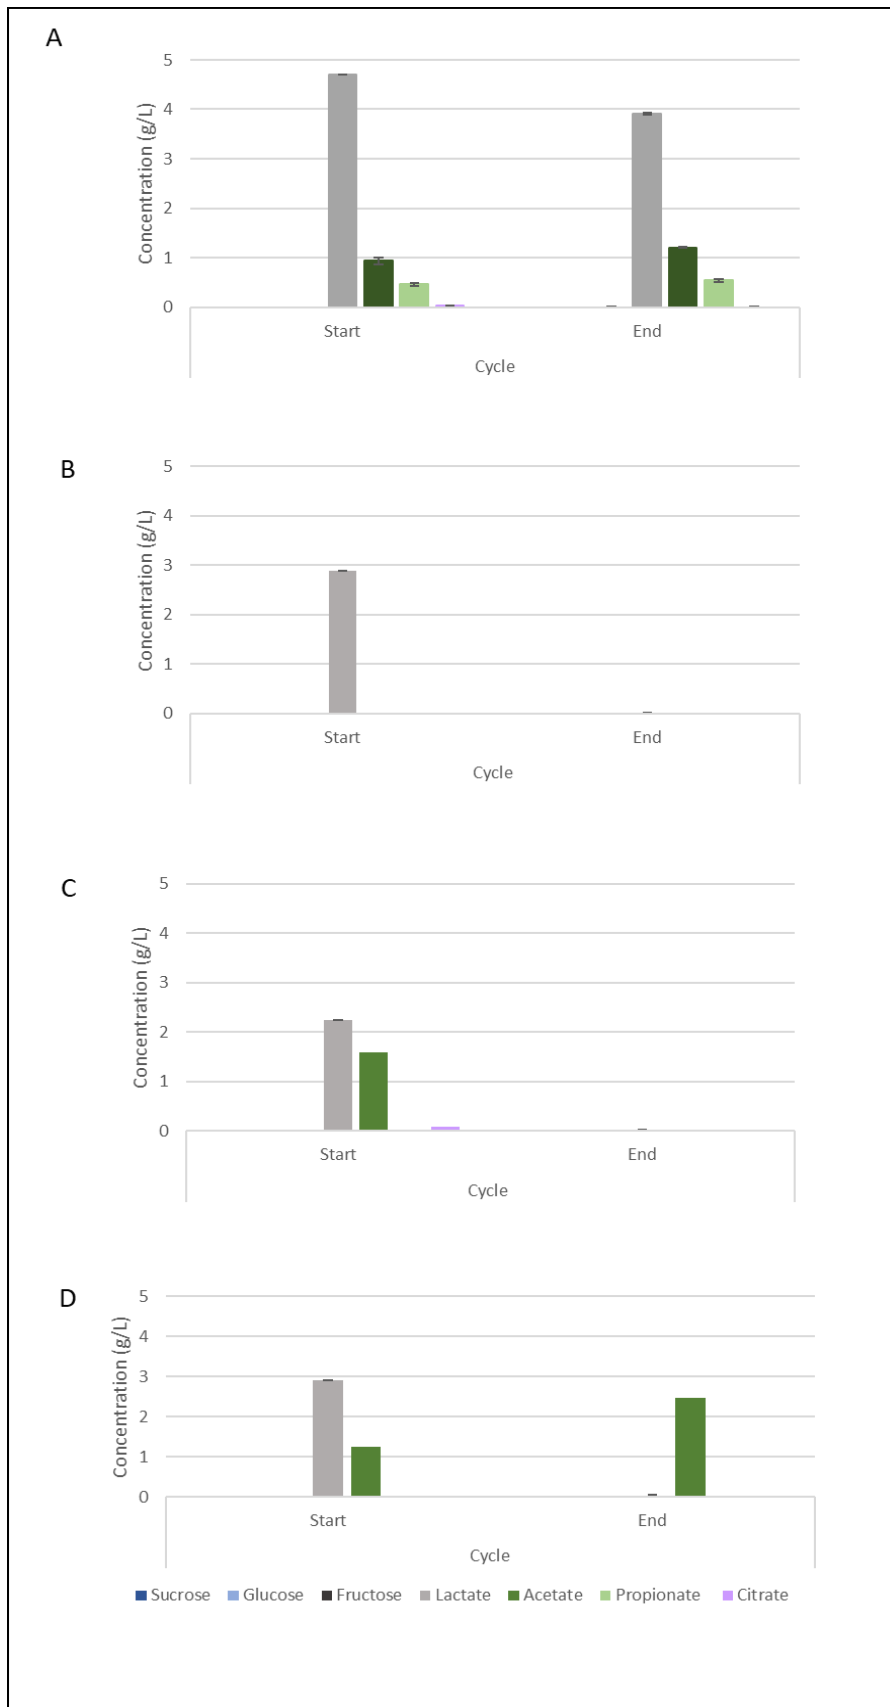 A
Concentration (g/L)
5
4
3
2
1
0
Start End
Cycle
B
Concentration (g/L)
5
4
3
2
1
0
Start End
Cycle
C
Concentration (g/L)
5
4
3
2
1
0
Start End
Cycle
D
Concentration (g/L)
5
4
3
2
1
0
Start End
Cycle
Sucrose Glucose Fructose Lactate Acetate Propionate Citrate